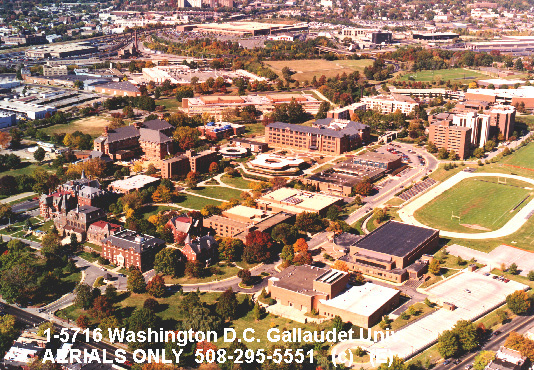 1-5716 Washington D.C. Gallaudet Uni
AERIALS ONLY 508-295-5551 (c)